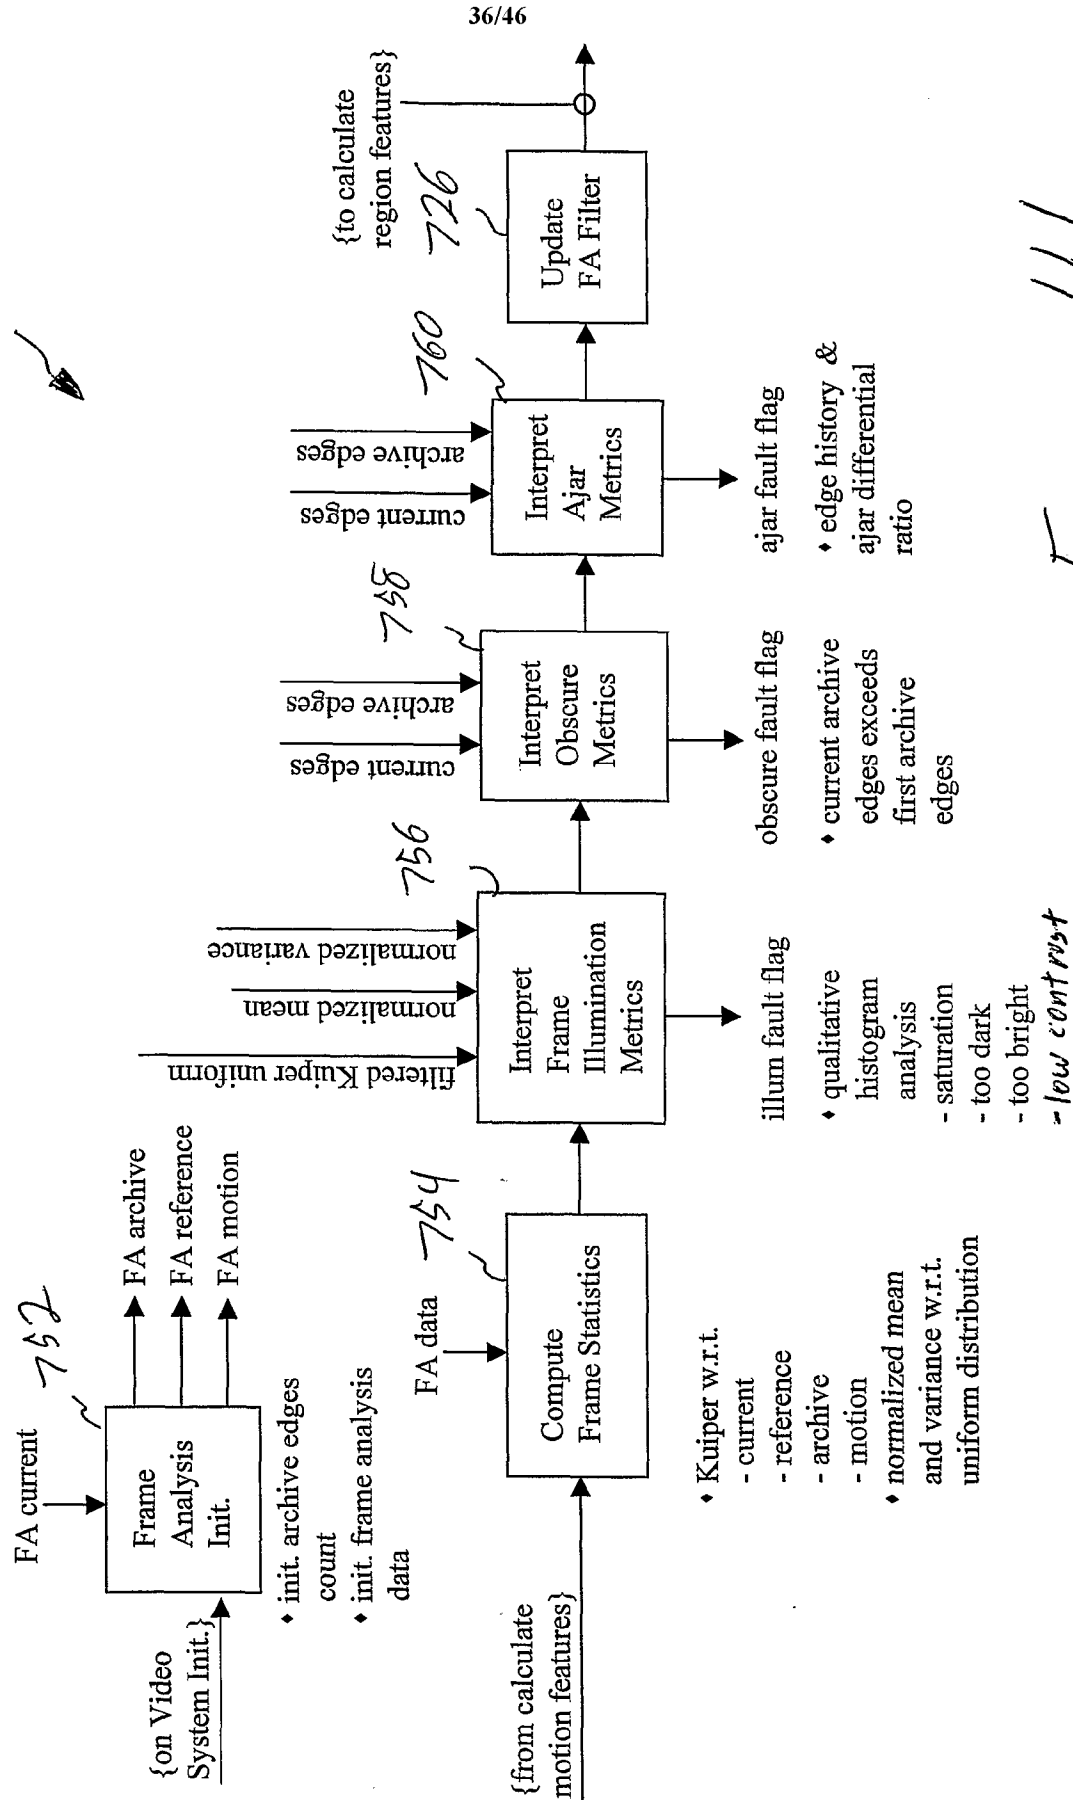 36/46
FA current
752
{on Video
System Init.}
Frame
Analysis
Init.
FA archive
FA reference
FA motion
♦ init. archive edges
count
♦ init. frame analysis
data
{from calculate
motion features}
FA data
754
Compute
Frame Statistics
♦ Kuiper w.r.t.
- current
- reference
- archive
- motion
♦ normalized mean
and variance w.r.t.
uniform distribution
filtered Kuiper uniform
normalized mean
normalized variance
756
Interpret
Frame
Illumination
Metrics
illum fault flag
♦ qualitative
histogram
analysis
- saturation
- too dark
- too bright
- low contrast
current edges
archive edges
758
Interpret
Obscure
Metrics
obscure fault flag
♦ current archive
edges exceeds
first archive
edges
current edges
archive edges
760
Interpret
Ajar
Metrics
ajar fault flag
♦ edge history &
ajar differential
ratio
726
Update
FA Filter
{to calculate
region features}